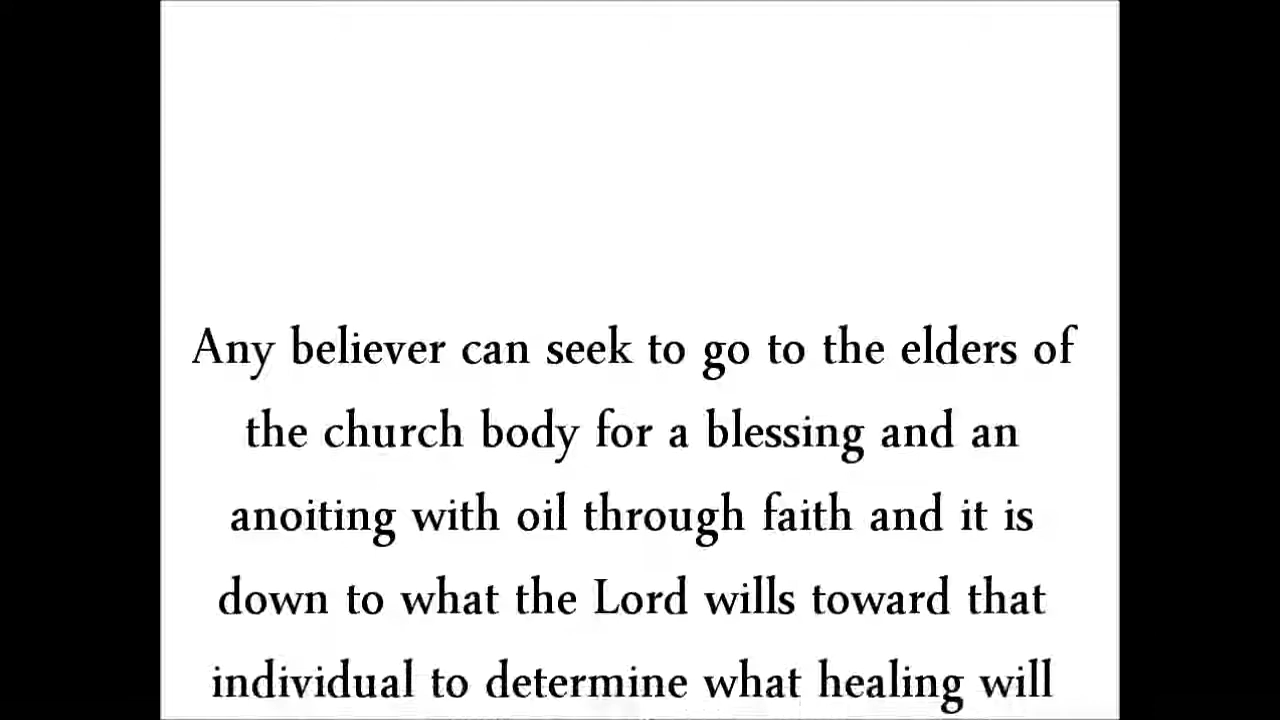 Any believer can seek to go to the elders of
the church body for a blessing and an
anoiting with oil through faith and it is
down to what the Lord wills toward that
individual to determine what healing will